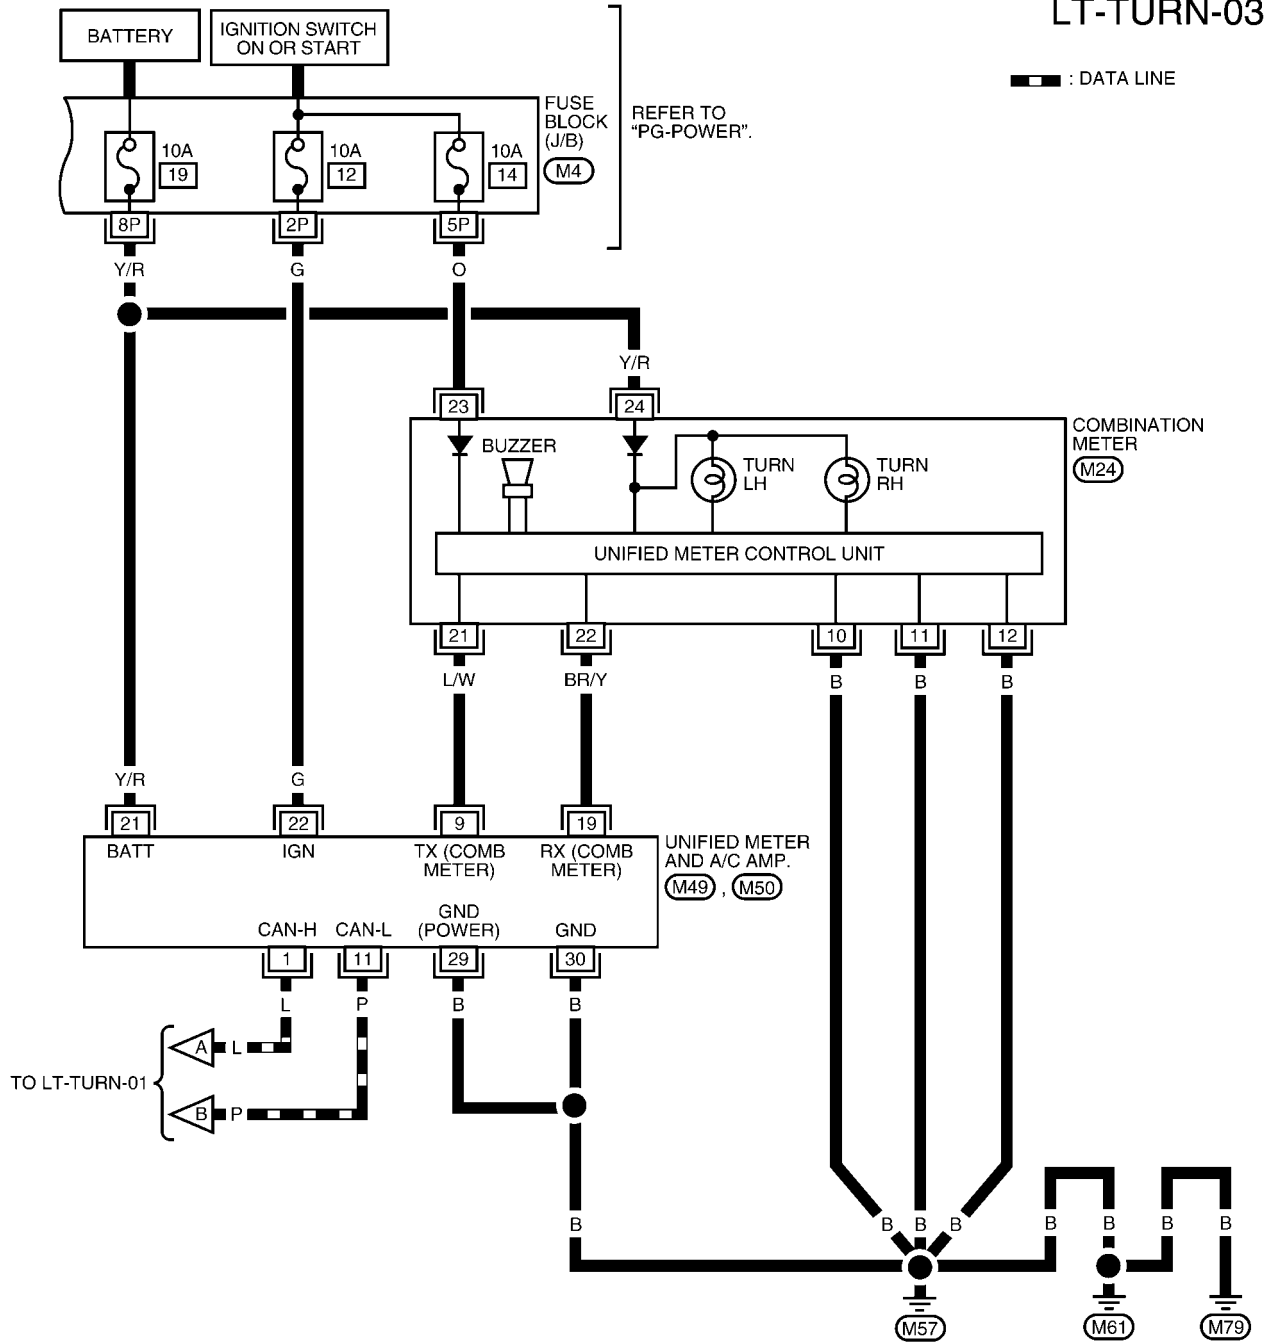 LT-TURN-03
BATTERY
IGNITION SWITCH
ON OR START
: DATA LINE
FUSE
BLOCK
(J/B)
M4
REFER TO
“PG-POWER”.
10A
19
10A
12
10A
14
8P
2P
5P
Y/R
G
O
Y/R
23
24
COMBINATION
METER
M24
BUZZER
TURN
LH
TURN
RH
UNIFIED METER CONTROL UNIT
21
22
10
11
12
L/W
BR/Y
B
B
B
Y/R
G
21
22
9
19
BATT
IGN
TX (COMB
METER)
RX (COMB
METER)
UNIFIED METER
AND A/C AMP.
M49 , M50
CAN-H
CAN-L
GND
(POWER)
GND
1
11
29
30
L
P
B
B
A
L
TO LT-TURN-01
B
P
B
B
B
B
B
B
B
B
M57
M61
M79